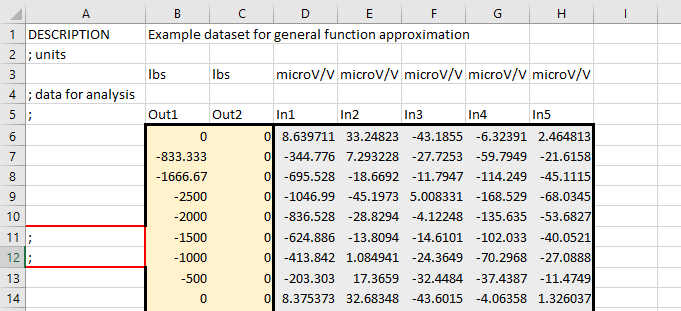 A B C D E F G H I
1 DESCRIPTION Example dataset for general function approximation
2 ; units
3 lbs lbs microV/V microV/V microV/V microV/V microV/V
4 ; data for analysis
5 ; Out1 Out2 In1 In2 In3 In4 In5
6 0 0 8.639711 33.24823 -43.1855 -6.32391 2.464813
7 -833.333 0 -344.776 7.293228 -27.7253 -59.7949 -21.6158
8 -1666.67 0 -695.528 -18.6692 -11.7947 -114.249 -45.1115
9 -2500 0 -1046.99 -45.1973 5.008331 -168.529 -68.0345
10 -2000 0 -836.528 -28.8294 -4.12248 -135.635 -53.6827
11 ; -1500 0 -624.886 -13.8094 -14.6101 -102.033 -40.0521
12 ; -1000 0 -413.842 1.084941 -24.3649 -70.2968 -27.0888
13 -500 0 -203.303 17.3659 -32.4484 -37.4387 -11.4749
14 0 0 8.375373 32.68348 -43.6015 -4.06358 1.326037